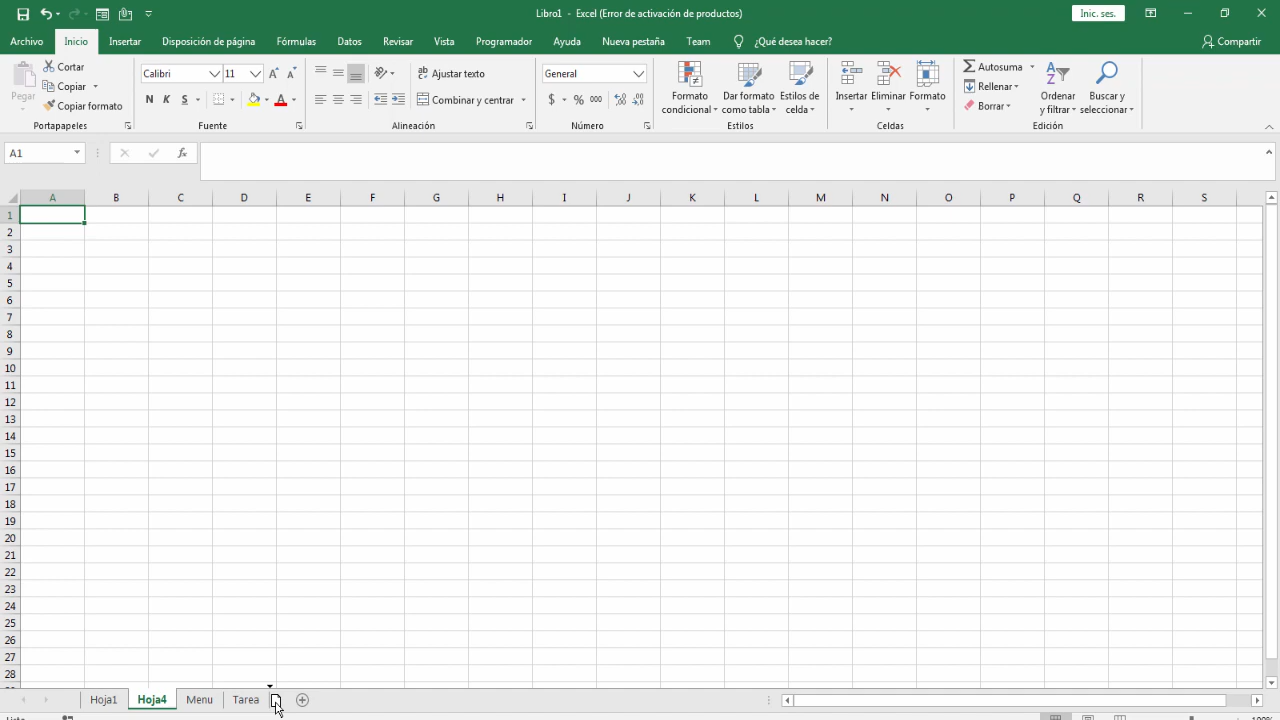 Libro1 - Excel (Error de activación de productos)
Inic. ses.
Archivo Inicio Insertar Disposición de página Fórmulas Datos Revisar Vista Programador Ayuda Nueva pestaña Team ¿Qué desea hacer? Compartir
Pegar
Cortar
Copiar
Copiar formato
Portapapeles
Calibri 11
N K S
Fuente
Ajustar texto
Combinar y centrar
Alineación
General
$ % 000
Número
Formato condicional
Dar formato como tabla
Estilos de celda
Estilos
Insertar Eliminar Formato
Celdas
Autosuma
Rellenar
Borrar
Ordenar y filtrar
Buscar y seleccionar
Edición
A1
fx
A B C D E F G H I J K L M N O P Q R S
1
2
3
4
5
6
7
8
9
10
11
12
13
14
15
16
17
18
19
20
21
22
23
24
25
26
27
28
Hoja1 Hoja4 Menu Tarea